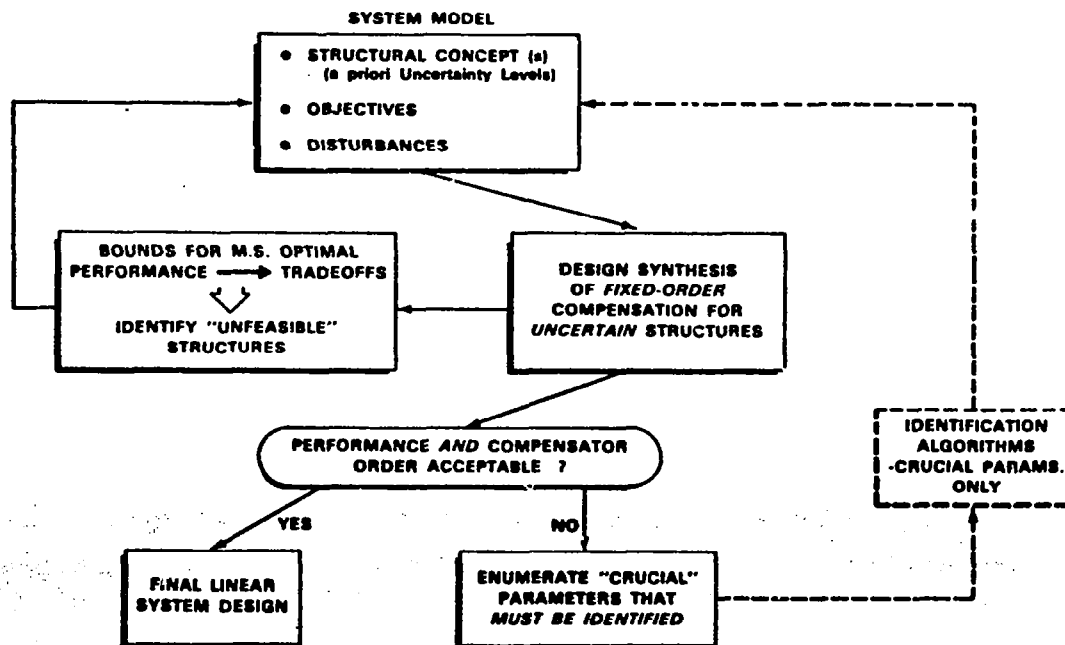 SYSTEM MODEL
• STRUCTURAL CONCEPT (s)
(a priori Uncertainty Levels)
• OBJECTIVES
• DISTURBANCES
BOUNDS FOR M.S. OPTIMAL
PERFORMANCE → TRADEOFFS
IDENTIFY "UNFEASIBLE"
STRUCTURES
DESIGN SYNTHESIS
OF FIXED-ORDER
COMPENSATION FOR
UNCERTAIN STRUCTURES
PERFORMANCE AND COMPENSATOR
ORDER ACCEPTABLE ?
IDENTIFICATION
ALGORITHMS
-CRUCIAL PARAMS.
ONLY
YES
NO
FINAL LINEAR
SYSTEM DESIGN
ENUMERATE "CRUCIAL"
PARAMETERS THAT
MUST BE IDENTIFIED